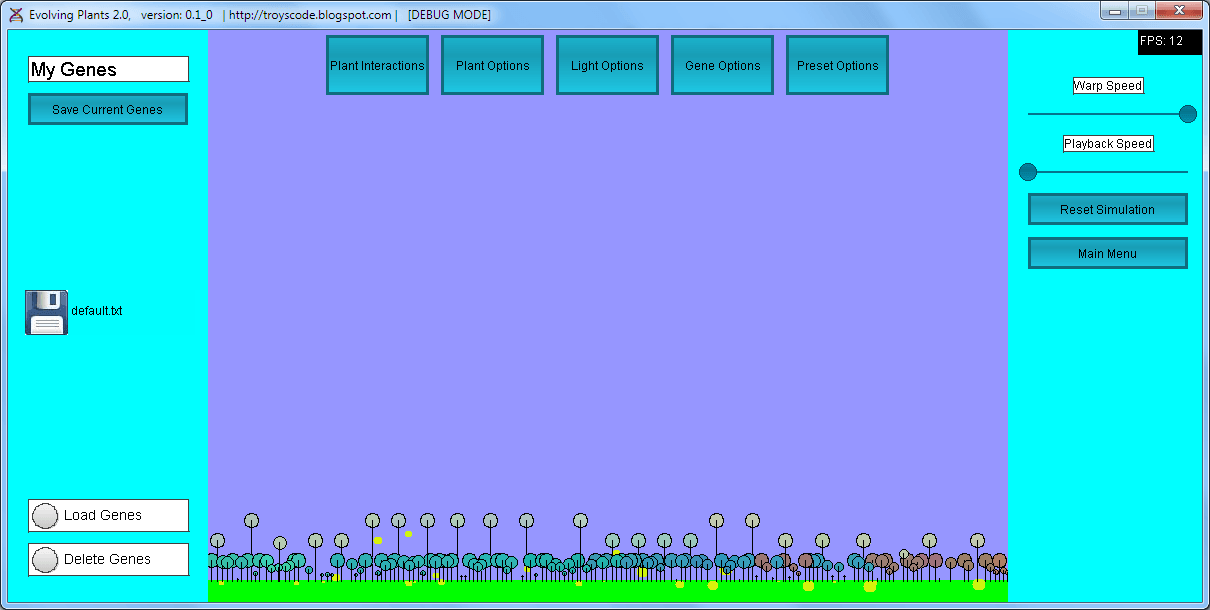 Evolving Plants 2.0, version: 0.1_0 | http://troyscode.blogspot.com | [DEBUG MODE]
FPS: 12
My Genes
Save Current Genes
Plant Interactions
Plant Options
Light Options
Gene Options
Preset Options
Warp Speed
Playback Speed
Reset Simulation
Main Menu
default.txt
Load Genes
Delete Genes